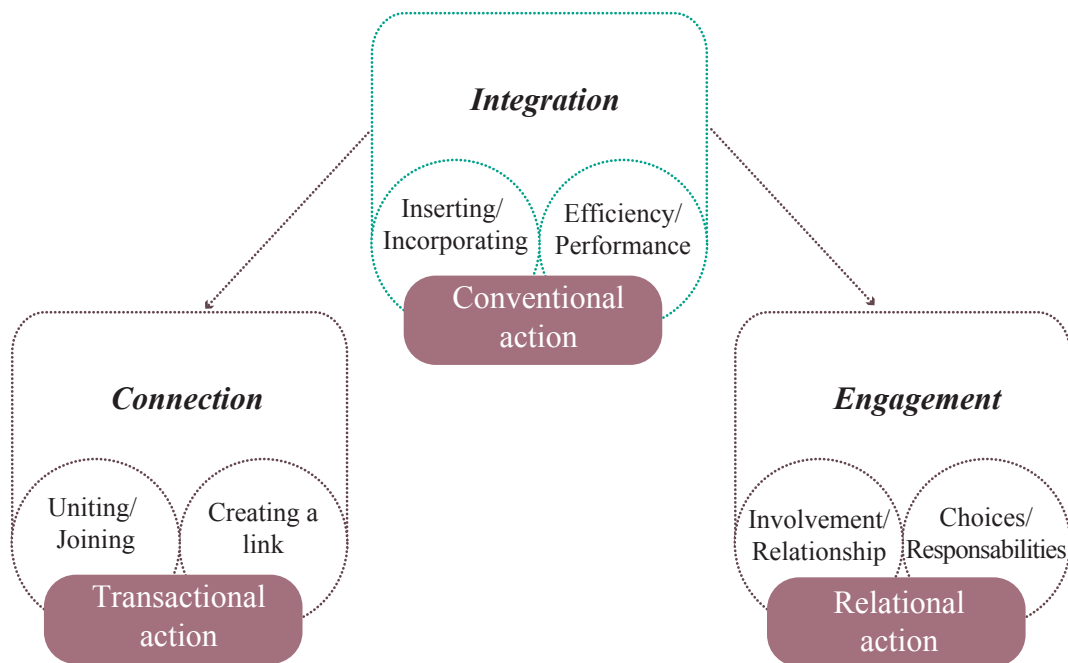 Integration
Inserting/
Incorporating
Efficiency/
Performance
Conventional
action
Connection
Uniting/
Joining
Creating a
link
Transactional
action
Engagement
Involvement/
Relationship
Choices/
Responsabilities
Relational
action